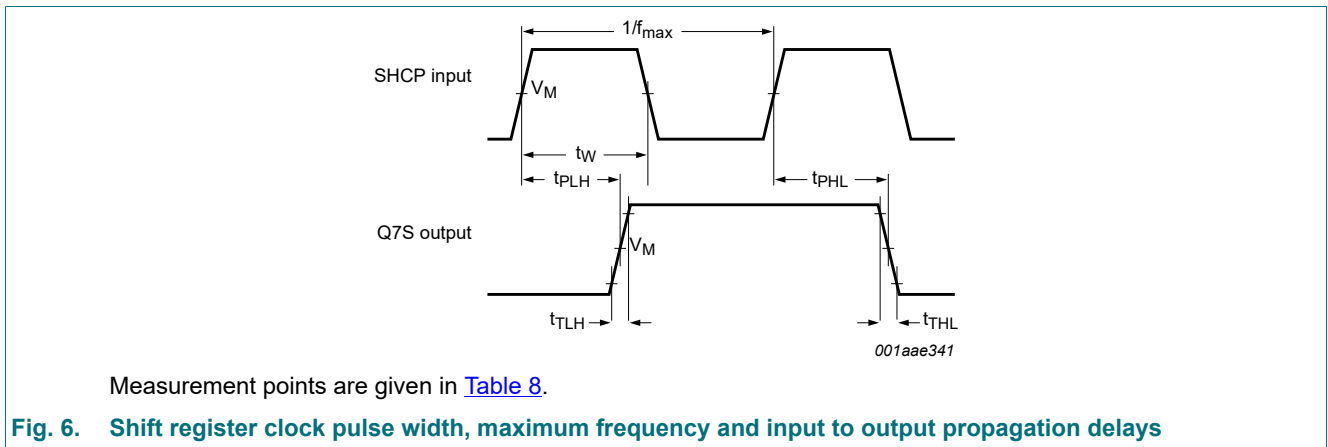 1/fmax
SHCP input
VM
tW
tPLH
tPHL
Q7S output
VM
tTLH
tTHL
001aae341
Measurement points are given in Table 8.
Fig. 6. Shift register clock pulse width, maximum frequency and input to output propagation delays